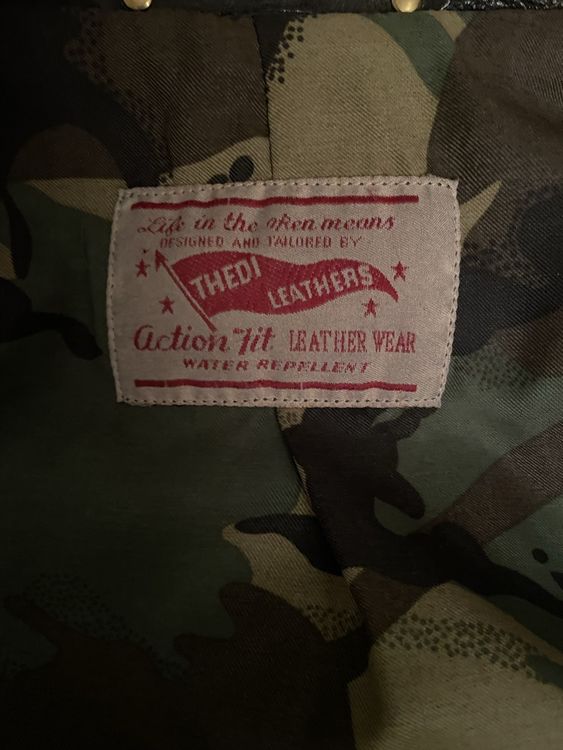 Life in the Open means
DESIGNED AND TAILORED BY
THEDI LEATHERS
Action Fit LEATHER WEAR
WATER REPELLENT